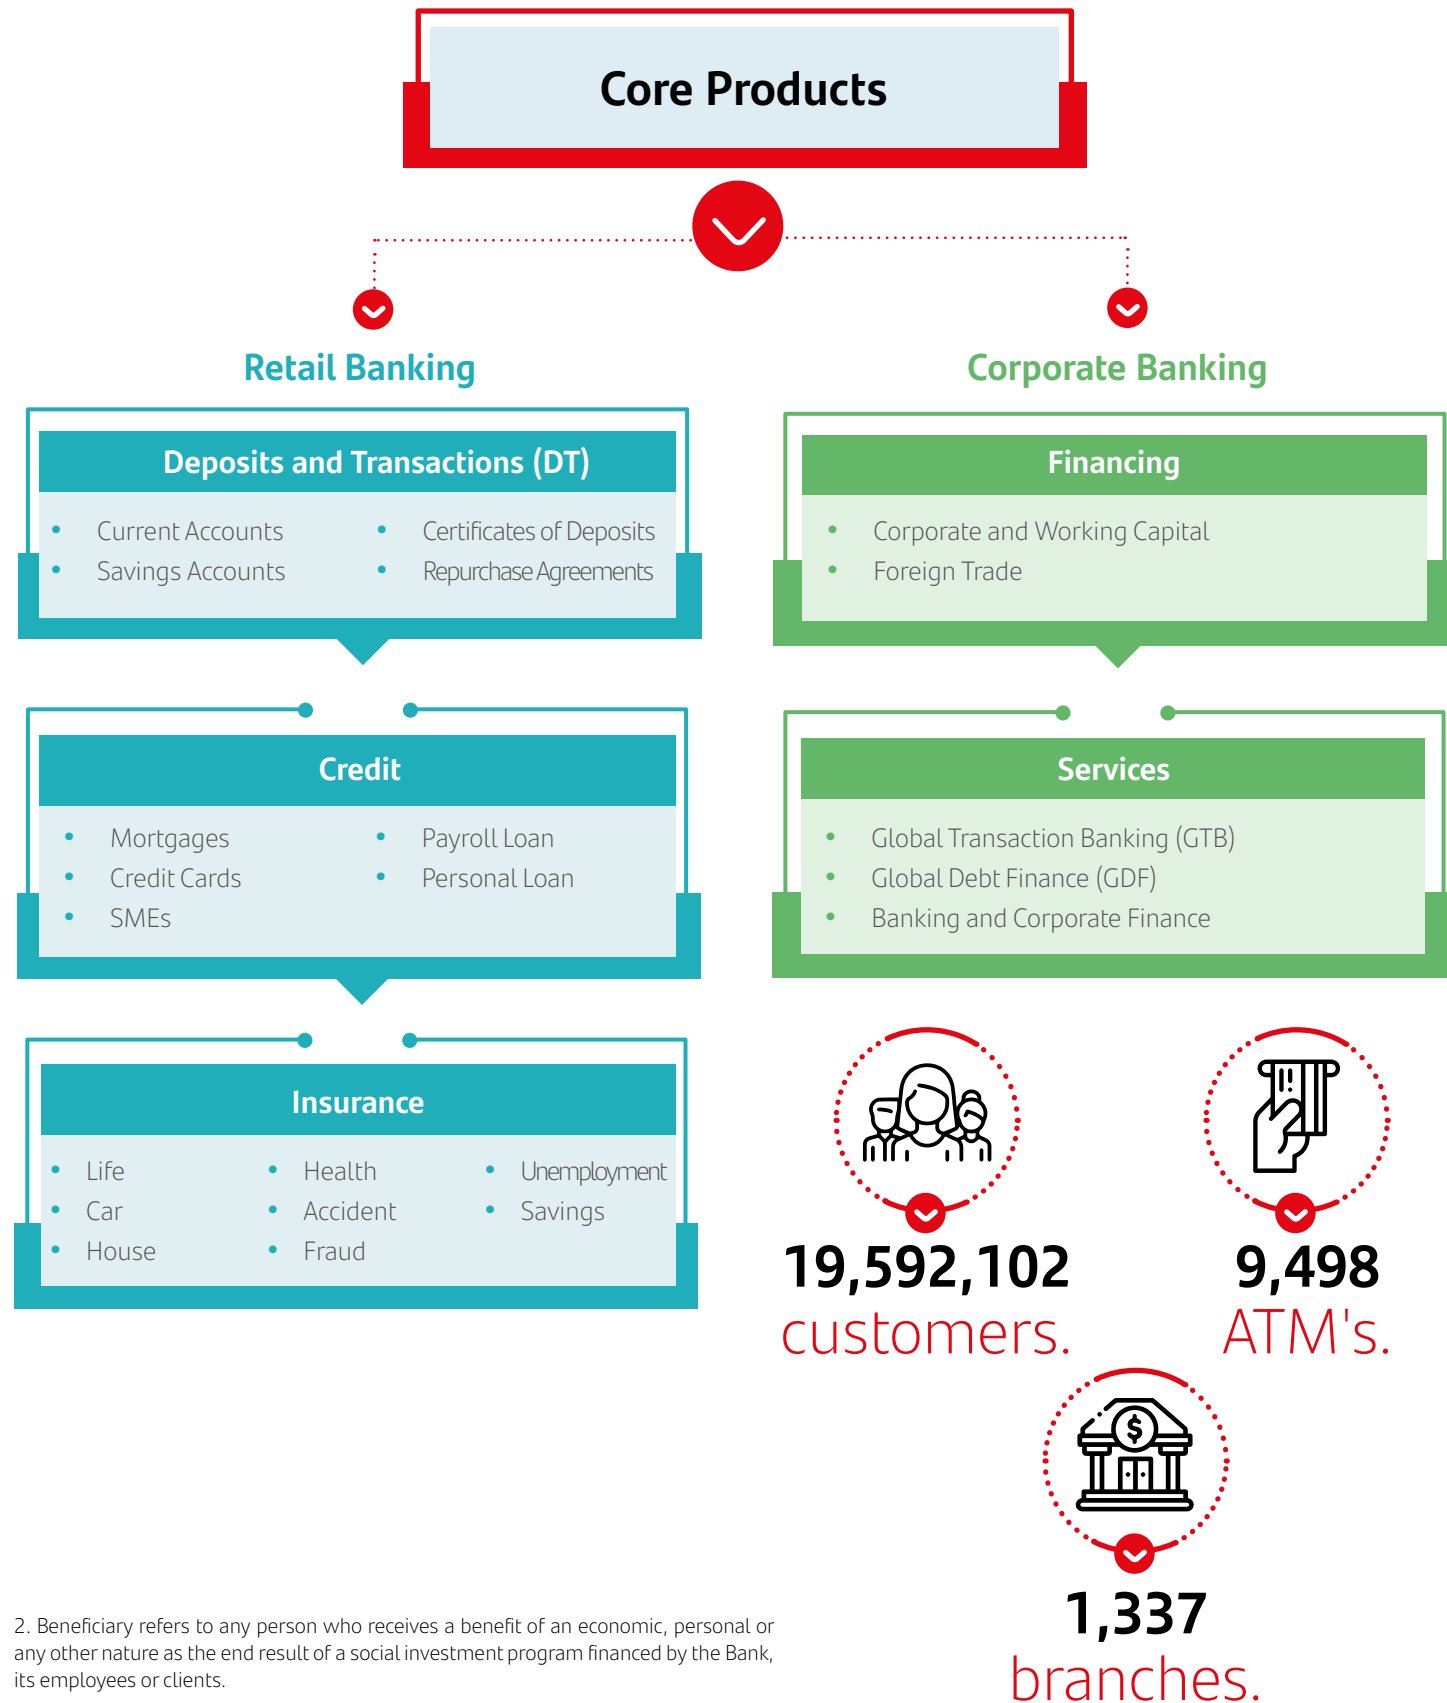 Core Products
Retail Banking
Deposits and Transactions (DT)
• Current Accounts
• Savings Accounts
• Certificates of Deposits
• Repurchase Agreements
Credit
• Mortgages
• Credit Cards
• SMEs
• Payroll Loan
• Personal Loan
Insurance
• Life
• Car
• House
• Health
• Accident
• Fraud
• Unemployment
• Savings
Corporate Banking
Financing
• Corporate and Working Capital
• Foreign Trade
Services
• Global Transaction Banking (GTB)
• Global Debt Finance (GDF)
• Banking and Corporate Finance
19,592,102
customers.
9,498
ATM's.
$
1,337
branches.
2. Beneficiary refers to any person who receives a benefit of an economic, personal or
any other nature as the end result of a social investment program financed by the Bank,
its employees or clients.